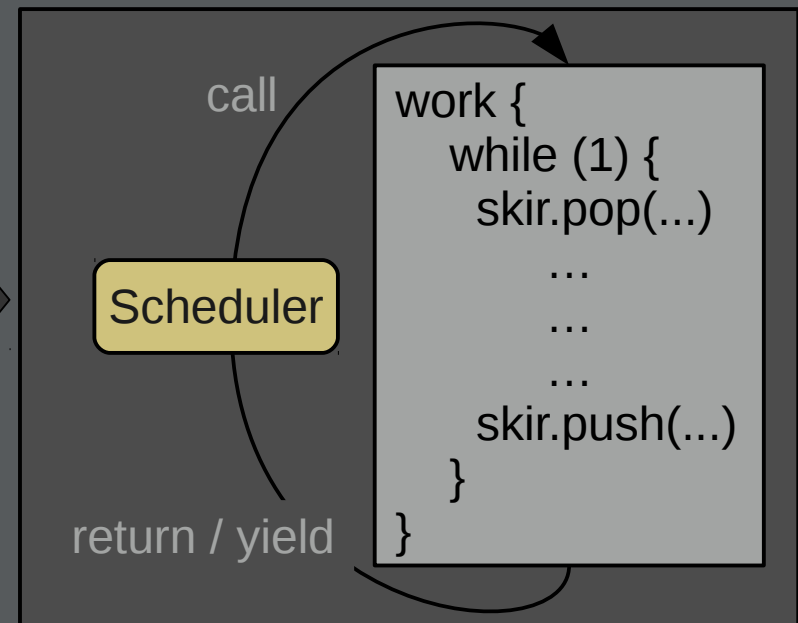 call
work {
while (1) {
skir.pop(...)
...
...
...
skir.push(...)
}
}
Scheduler
return / yield